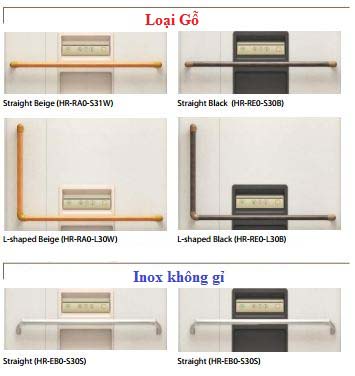 Loại Gỗ
Straight Beige (HR-RA0-S31W)
Straight Black (HR-RE0-S30B)
L-shaped Beige (HR-RA0-L30W)
L-shaped Black (HR-RE0-L30B)
Inox không gỉ
Straight (HR-EB0-S30S)
Straight (HR-EB0-S30S)